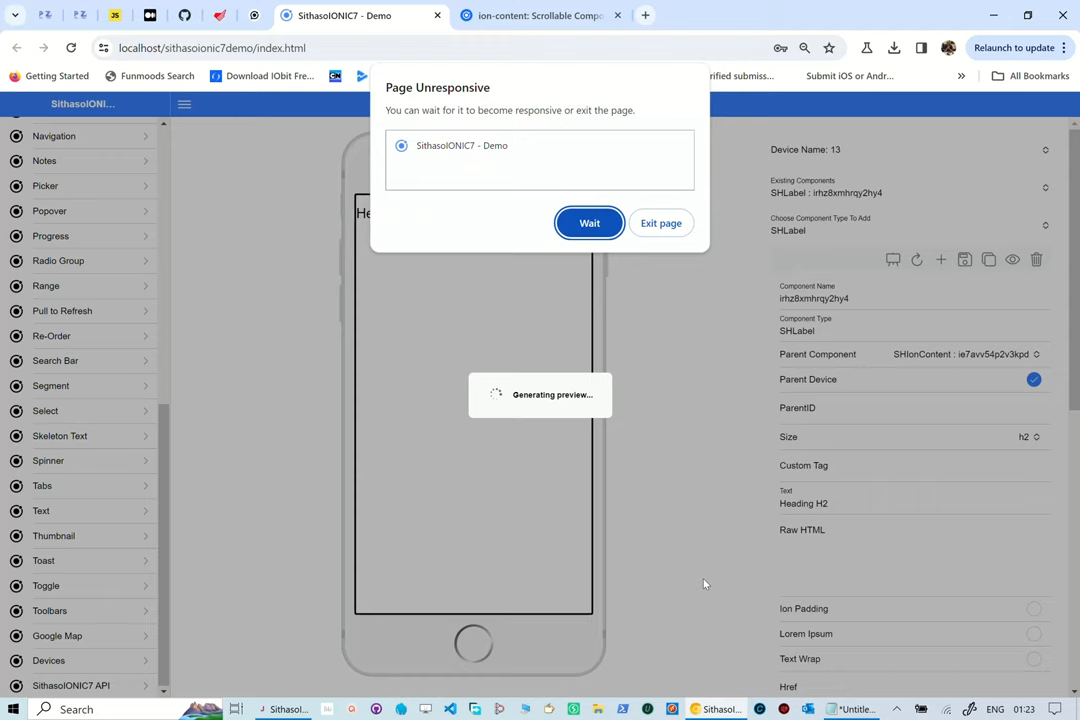 SithasoIONIC7 - Demo
ion-content: Scrollable Compo
localhost/sithasoionic7demo/index.html
Relaunch to update
Getting Started
Funmoods Search
Download IObit Fre...
rified submiss...
Submit iOS or Andr...
All Bookmarks
Page Unresponsive
You can wait for it to become responsive or exit the page.
SithasoIONIC7 - Demo
Wait
Exit page
SithasoIONI...
Navigation
Notes
Picker
Popover
Progress
Radio Group
Range
Pull to Refresh
Re-Order
Search Bar
Segment
Select
Skeleton Text
Spinner
Tabs
Text
Thumbnail
Toast
Toggle
Toolbars
Google Map
Devices
SithasoIONIC7 API
He
Generating preview...
Device Name: 13
Existing Components
SHLabel : irhz8xmhrqy2hy4
Choose Component Type To Add
SHLabel
Component Name
irhz8xmhrqy2hy4
Component Type
SHLabel
Parent Component SHIonContent : ie7avv54p2v3kpd
Parent Device
ParentID
Size h2
Custom Tag
Text
Heading H2
Raw HTML
Ion Padding
Lorem Ipsum
Text Wrap
Href
Search
Sithasol...
Sithaso...
*Untitle...
ENG
01:23